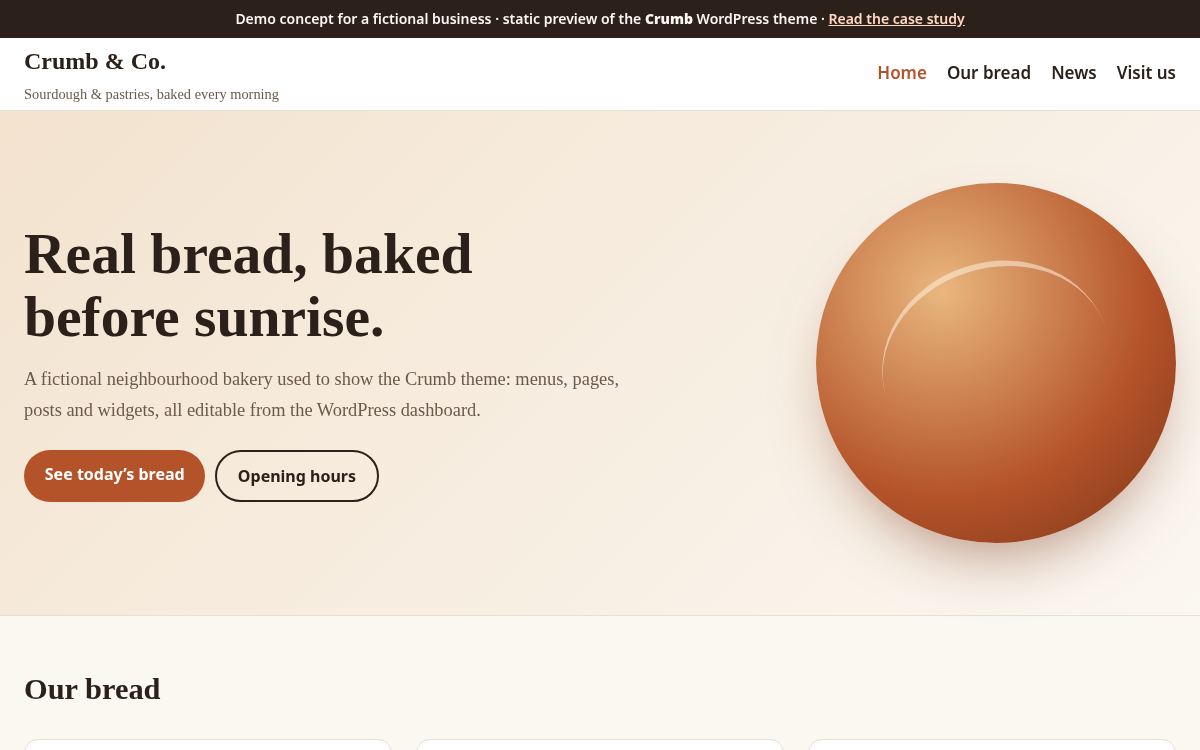 Demo concept for a fictional business · static preview of the Crumb WordPress theme · Read the case study
Crumb & Co.
Sourdough & pastries, baked every morning
Home Our bread News Visit us
Real bread, baked
before sunrise.
A fictional neighbourhood bakery used to show the Crumb theme: menus, pages,
posts and widgets, all editable from the WordPress dashboard.
See today’s bread Opening hours
Our bread